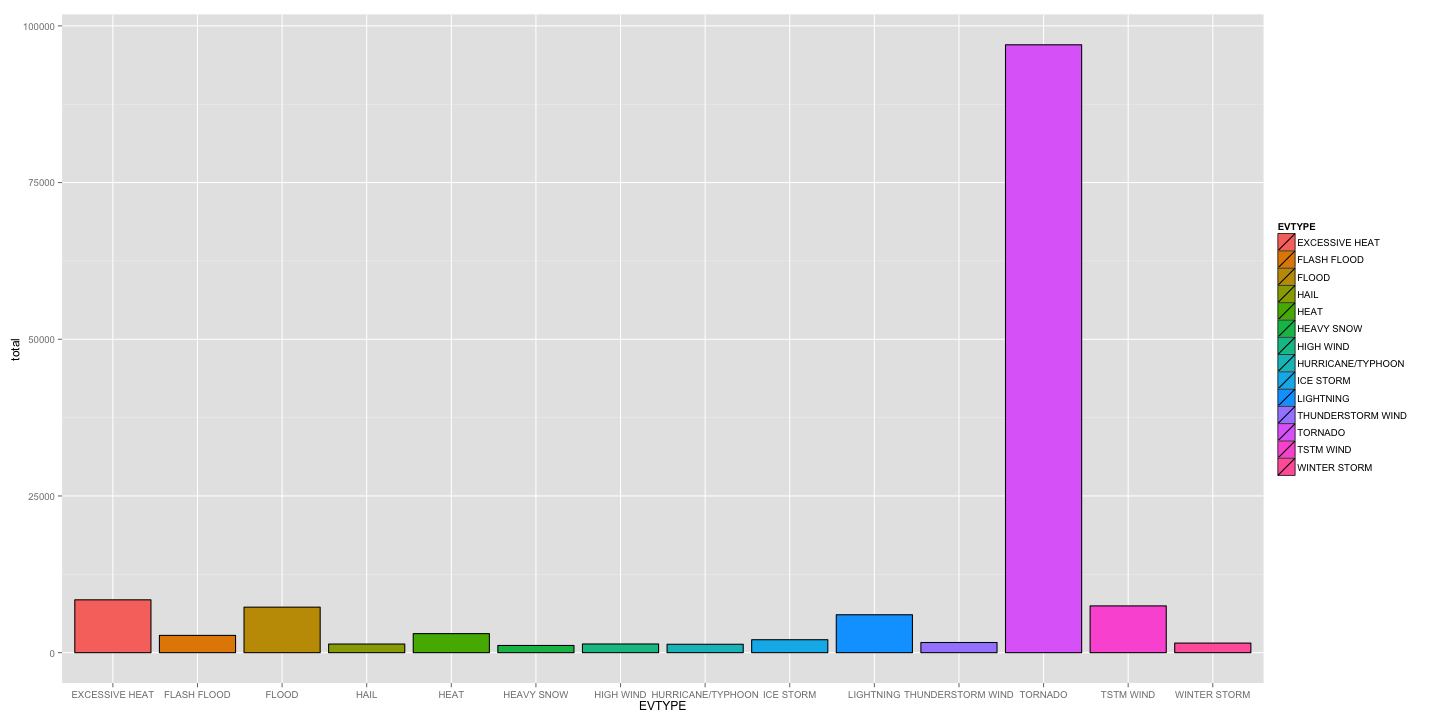 100000
75000
50000
25000
0
total
EXCESSIVE HEAT FLASH FLOOD FLOOD HAIL HEAT HEAVY SNOW HIGH WIND HURRICANE/TYPHOON ICE STORM LIGHTNING THUNDERSTORM WIND TORNADO TSTM WIND WINTER STORM
EVTYPE
EVTYPE
EXCESSIVE HEAT
FLASH FLOOD
FLOOD
HAIL
HEAT
HEAVY SNOW
HIGH WIND
HURRICANE/TYPHOON
ICE STORM
LIGHTNING
THUNDERSTORM WIND
TORNADO
TSTM WIND
WINTER STORM